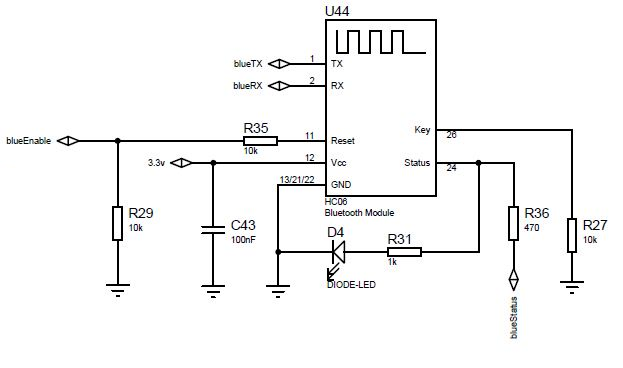 U44
blueTX
1
TX
blueRX
2
RX
blueEnable
R35
10k
11
Reset
3.3v
12
Vcc
13/21/22
GND
Key
26
Status
24
HC06
Bluetooth Module
R29
10k
C43
100nF
D4
DIODE-LED
R31
1k
R36
470
R27
10k
blueStatus